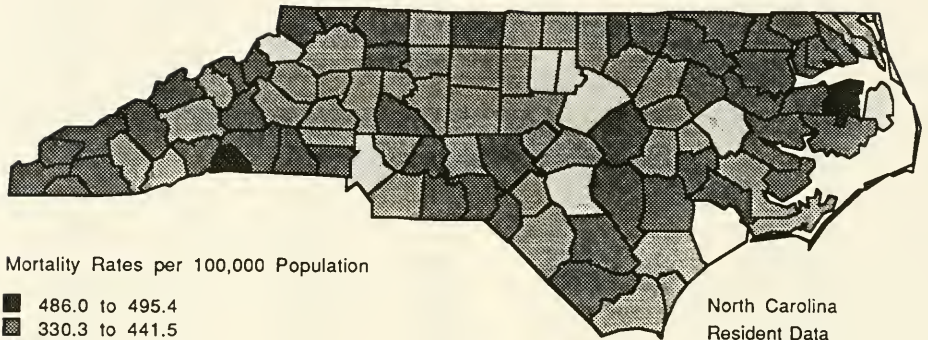 Mortality Rates per 100,000 Population
486.0 to 495.4
330.3 to 441.5
North Carolina
Resident Data